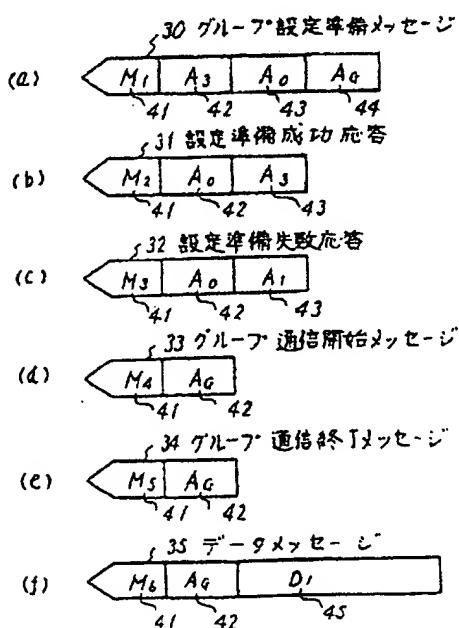 30 グループ設定準備メッセージ
(a) M1 A3 A0 AG
41 42 43 44
31 設定準備成功応答
(b) M2 A0 A3
41 42 43
32 設定準備失敗応答
(c) M3 A0 A1
41 42 43
33 グループ通信開始メッセージ
(d) M4 AG
41 42
34 グループ通信終了メッセージ
(e) M5 AG
41 42
35 データメッセージ
(f) M6 AG D1
41 42 45